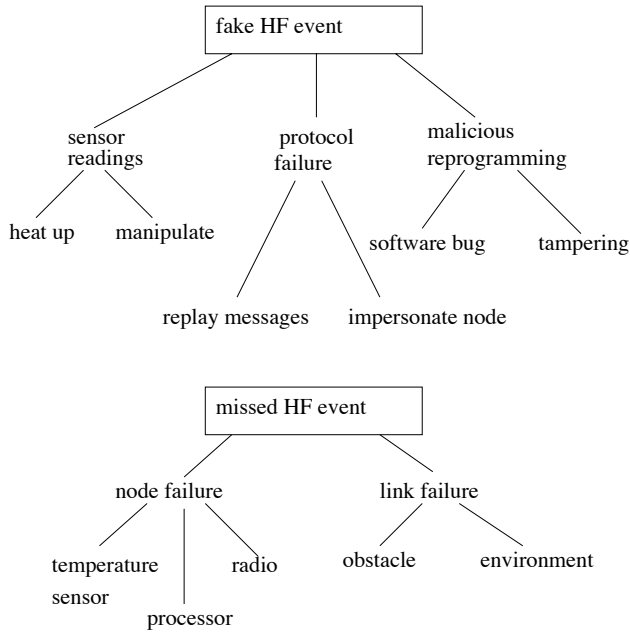 fake HF event
sensor
readings
protocol
failure
malicious
reprogramming
heat up
manipulate
software bug
tampering
replay messages
impersonate node
missed HF event
node failure
link failure
temperature
sensor
processor
radio
obstacle
environment